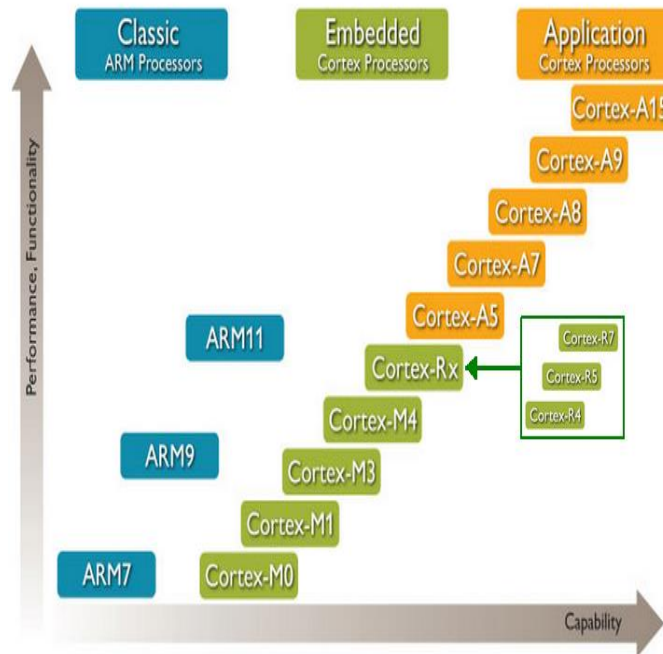 Classic
ARM Processors
Embedded
Cortex Processors
Application
Cortex Processors
Cortex-A15
Cortex-A9
Cortex-A8
Cortex-A7
Cortex-A5
ARM11
Cortex-R7
Cortex-Rx
Cortex-R5
Cortex-R4
Cortex-M4
ARM9
Cortex-M3
Cortex-M1
ARM7
Cortex-M0
Performance, Functionality
Capability